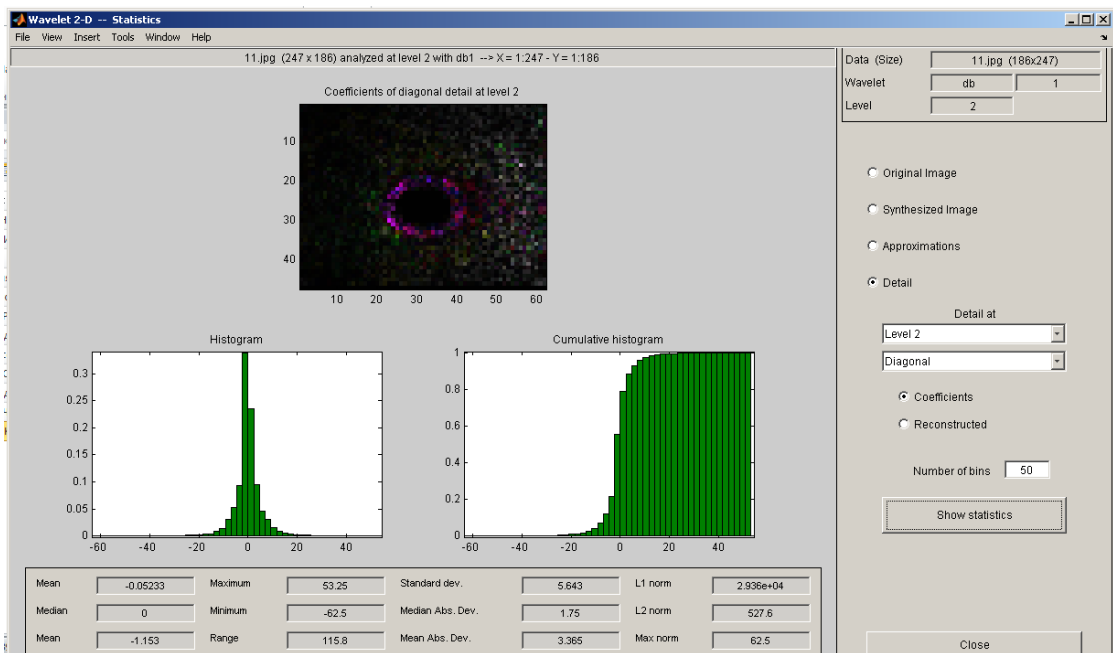 Wavelet 2-D -- Statistics
File View Insert Tools Window Help
11.jpg (247 x 186) analyzed at level 2 with db1 --> X = 1:247 - Y = 1:186
Data (Size) 11.jpg (186x247)
Wavelet db 1
Level 2
Coefficients of diagonal detail at level 2
10
20
30
40
10 20 30 40 50 60
Original Image
Synthesized Image
Approximations
Detail
Detail at
Level 2
Diagonal
Coefficients
Reconstructed
Number of bins 50
Show statistics
Histogram
0.3
0.25
0.2
0.15
0.1
0.05
0
-60 -40 -20 0 20 40
Cumulative histogram
1
0.8
0.6
0.4
0.2
0
-60 -40 -20 0 20 40
Mean -0.05233 Maximum 53.25 Standard dev. 5.643 L1 norm 2.936e+04
Median 0 Minimum -62.5 Median Abs. Dev. 1.75 L2 norm 527.6
Mean -1.153 Range 115.8 Mean Abs. Dev. 3.365 Max norm 62.5
Close